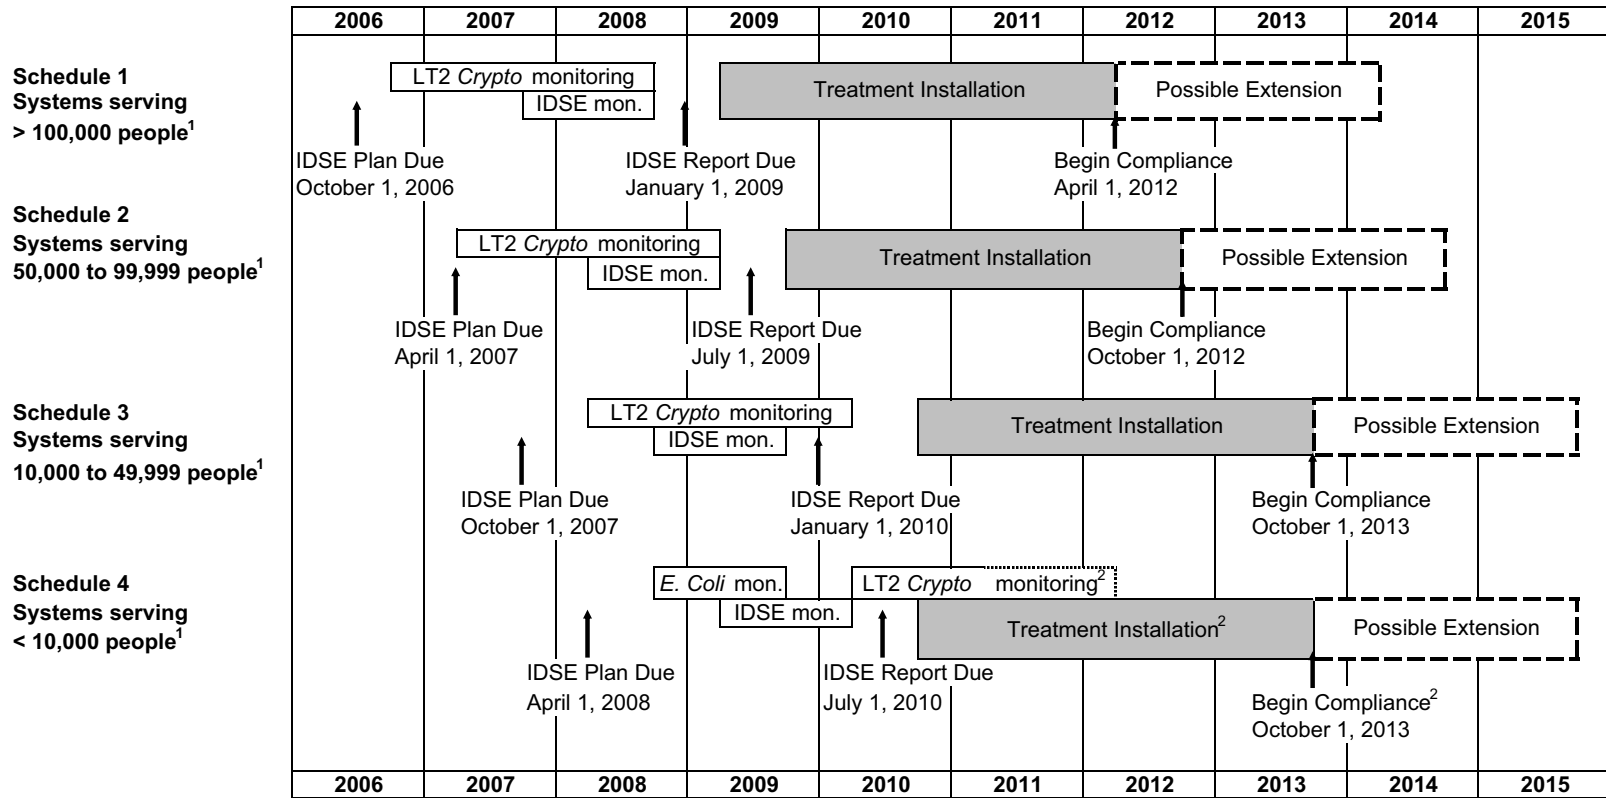 2006 2007 2008 2009 2010 2011 2012 2013 2014 2015
Schedule 1
Systems serving
> 100,000 people¹
LT2 Crypto monitoring
IDSE mon.
Treatment Installation
Possible Extension
IDSE Plan Due
October 1, 2006
IDSE Report Due
January 1, 2009
Begin Compliance
April 1, 2012
Schedule 2
Systems serving
50,000 to 99,999 people¹
LT2 Crypto monitoring
IDSE mon.
Treatment Installation
Possible Extension
IDSE Plan Due
April 1, 2007
IDSE Report Due
July 1, 2009
Begin Compliance
October 1, 2012
Schedule 3
Systems serving
10,000 to 49,999 people¹
LT2 Crypto monitoring
IDSE mon.
Treatment Installation
Possible Extension
IDSE Plan Due
October 1, 2007
IDSE Report Due
January 1, 2010
Begin Compliance
October 1, 2013
Schedule 4
Systems serving
< 10,000 people¹
E. Coli mon.
IDSE mon.
LT2 Crypto monitoring²
Treatment Installation²
Possible Extension
IDSE Plan Due
April 1, 2008
IDSE Report Due
July 1, 2010
Begin Compliance²
October 1, 2013
2006 2007 2008 2009 2010 2011 2012 2013 2014 2015